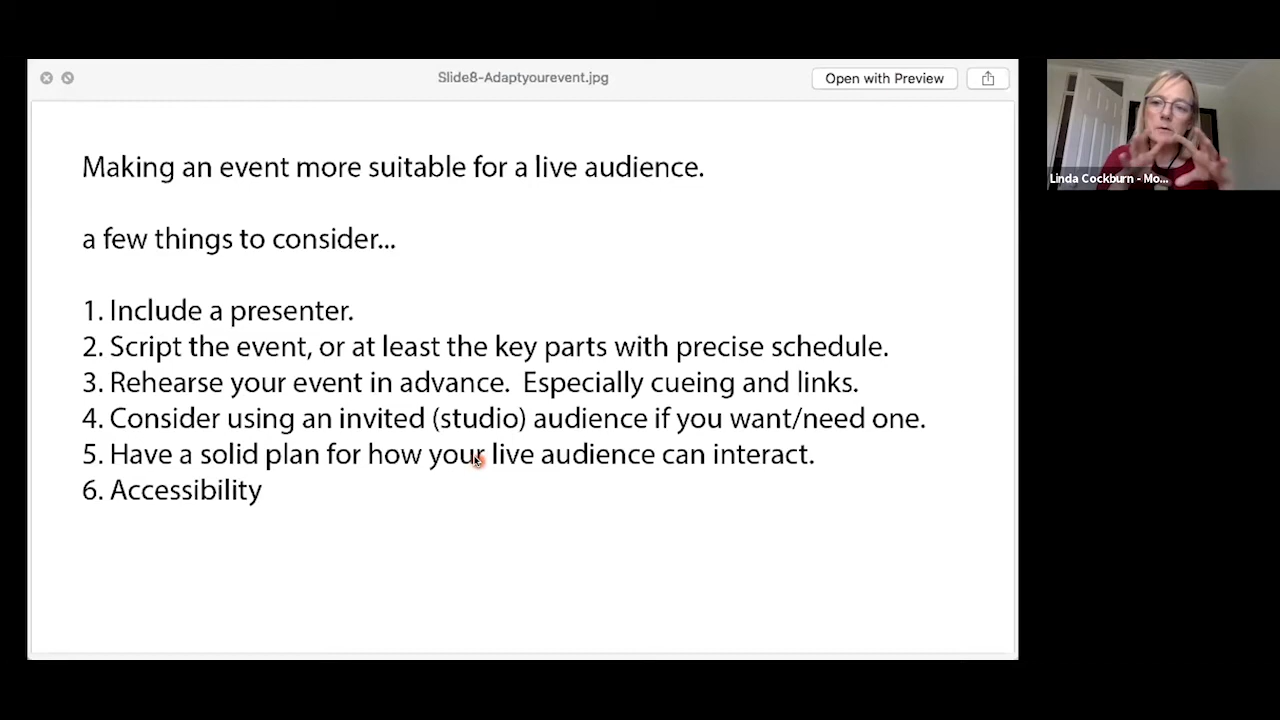 Slide8-Adaptyourevent.jpg
Open with Preview
Linda Cockburn - Mo...
Making an event more suitable for a live audience.
a few things to consider...
1. Include a presenter.
2. Script the event, or at least the key parts with precise schedule.
3. Rehearse your event in advance.  Especially cueing and links.
4. Consider using an invited (studio) audience if you want/need one.
5. Have a solid plan for how your live audience can interact.
6. Accessibility